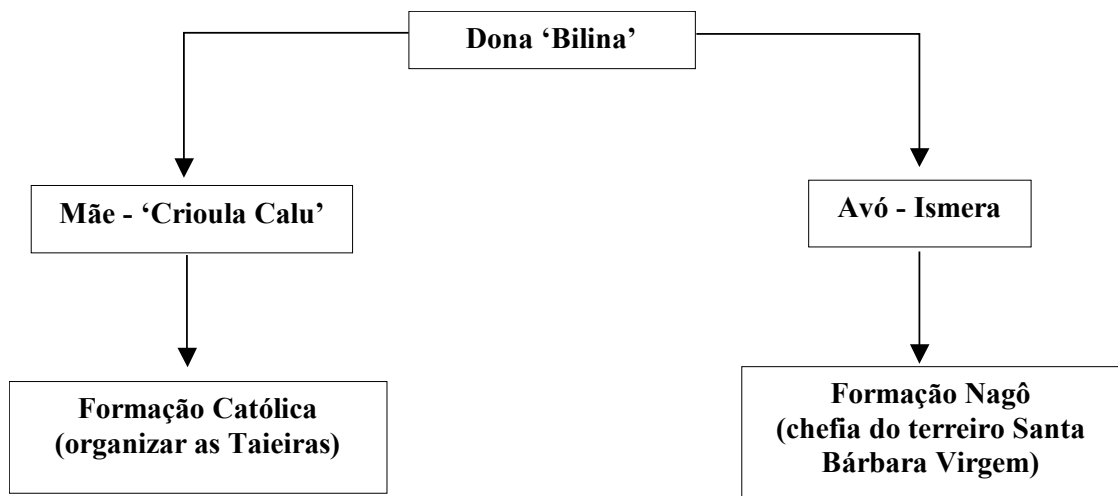 Dona ‘Bilina’
Mãe - ‘Crioula Calu’
Avó - Ismera
Formação Católica
(organizar as Taieiras)
Formação Nagô
(chefia do terreiro Santa
Bárbara Virgem)